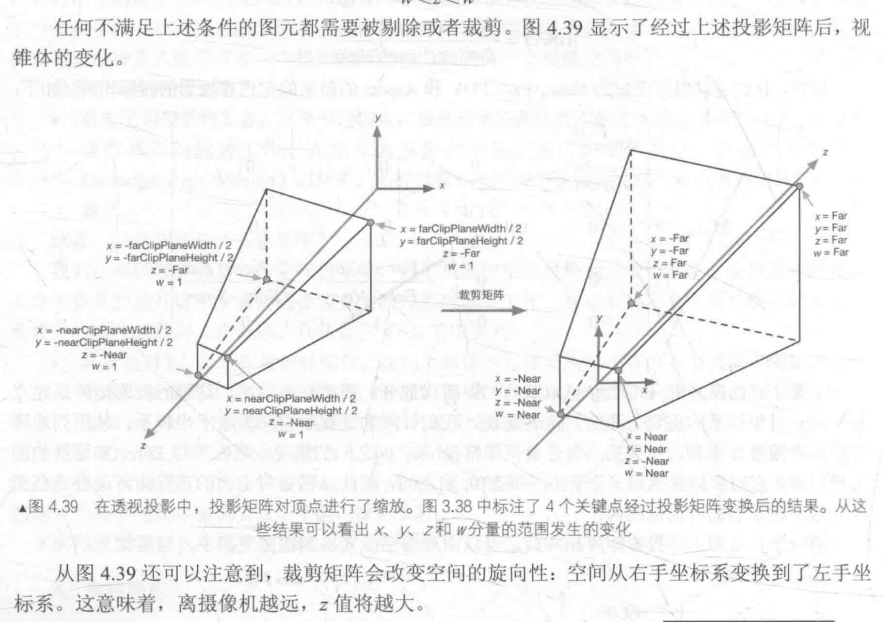 任何不满足上述条件的图元都需要被剔除或者裁剪。图 4.39 显示了经过上述投影矩阵后，视
锥体的变化。
x
x = -farClipPlaneWidth / 2
y = -farClipPlaneHeight / 2
z = -Far
w = 1
x = farClipPlaneWidth / 2
y = farClipPlaneHeight / 2
z = -Far
w = 1
x = -nearClipPlaneWidth / 2
y = -nearClipPlaneHeight / 2
z = -Near
w = 1
x = nearClipPlaneWidth / 2
y = nearClipPlaneHeight / 2
z = -Near
w = 1
z
裁剪矩阵
z
x = Far
y = Far
z = Far
w = Far
x = -Far
y = -Far
z = Far
w = Far
x = -Near
y = -Near
z = -Near
w = Near
x
x = Near
y = Near
z = -Near
w = Near
▲图 4.39 在透视投影中，投影矩阵对顶点进行了缩放。图 3.38 中标注了 4 个关键点经过投影矩阵变换后的结果。从这
些结果可以看出 x、y、z和 w分量的范围发生的变化
从图 4.39 还可以注意到，裁剪矩阵会改变空间的旋向性：空间从右手坐标系变换到了左手坐
标系。这意味着，离摄像机越远，z 值将越大。